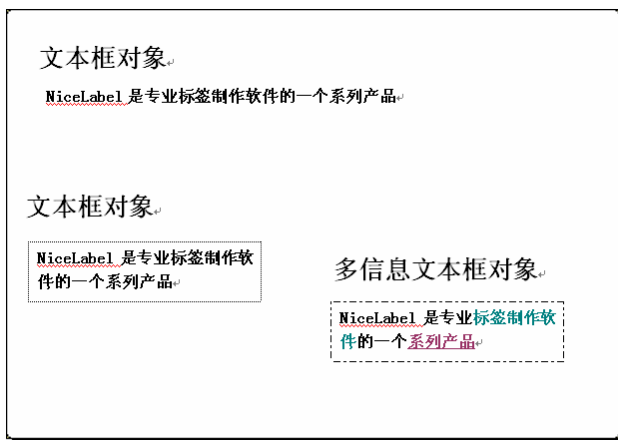 文本框对象
NiceLabel 是专业标签制作软件的一个系列产品
文本框对象
NiceLabel 是专业标签制作软
件的一个系列产品
多信息文本框对象
NiceLabel 是专业标签制作软
件的一个系列产品